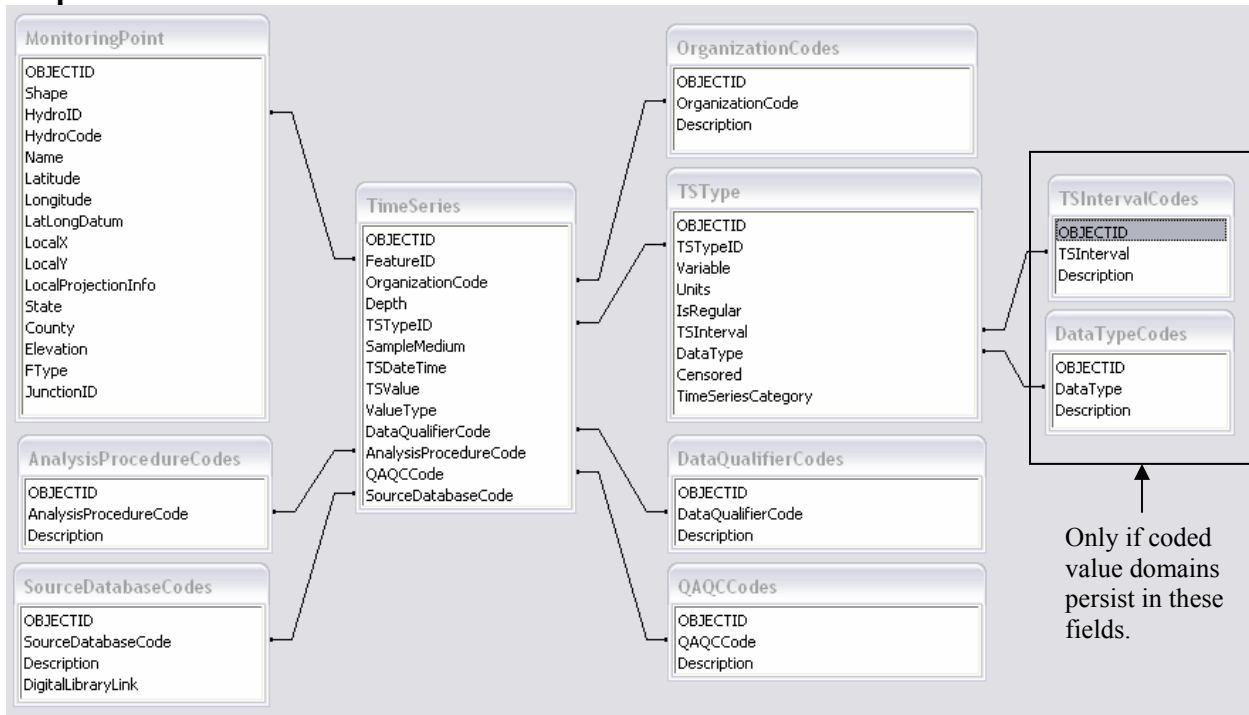 MonitoringPoint
OBJECTID
Shape
HydroID
HydroCode
Name
Latitude
Longitude
LatLongDatum
LocalX
LocalY
LocalProjectionInfo
State
County
Elevation
FType
JunctionID
AnalysisProcedureCodes
OBJECTID
AnalysisProcedureCode
Description
SourceDatabaseCodes
OBJECTID
SourceDatabaseCode
Description
DigitalLibraryLink
TimeSeries
OBJECTID
FeatureID
OrganizationCode
Depth
TSTypeID
SampleMedium
TSDateTime
TSValue
ValueType
DataQualifierCode
AnalysisProcedureCode
QAQCCode
SourceDatabaseCode
OrganizationCodes
OBJECTID
OrganizationCode
Description
TSType
OBJECTID
TSTypeID
Variable
Units
IsRegular
TSInterval
DataType
Censored
TimeSeriesCategory
DataQualifierCodes
OBJECTID
DataQualifierCode
Description
QAQCCodes
OBJECTID
QAQCCode
Description
TSIntervalCodes
OBJECTID
TSInterval
Description
DataTypeCodes
OBJECTID
DataType
Description
Only if coded
value domains
persist in these
fields.